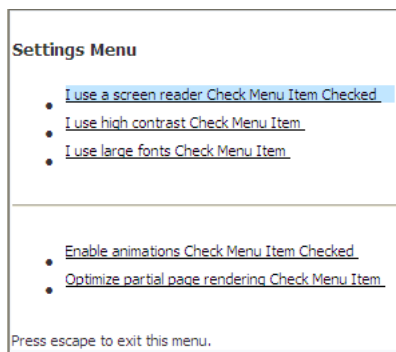 Settings Menu
I use a screen reader Check Menu Item Checked
I use high contrast Check Menu Item
I use large fonts Check Menu Item
Enable animations Check Menu Item Checked
Optimize partial page rendering Check Menu Item
Press escape to exit this menu.